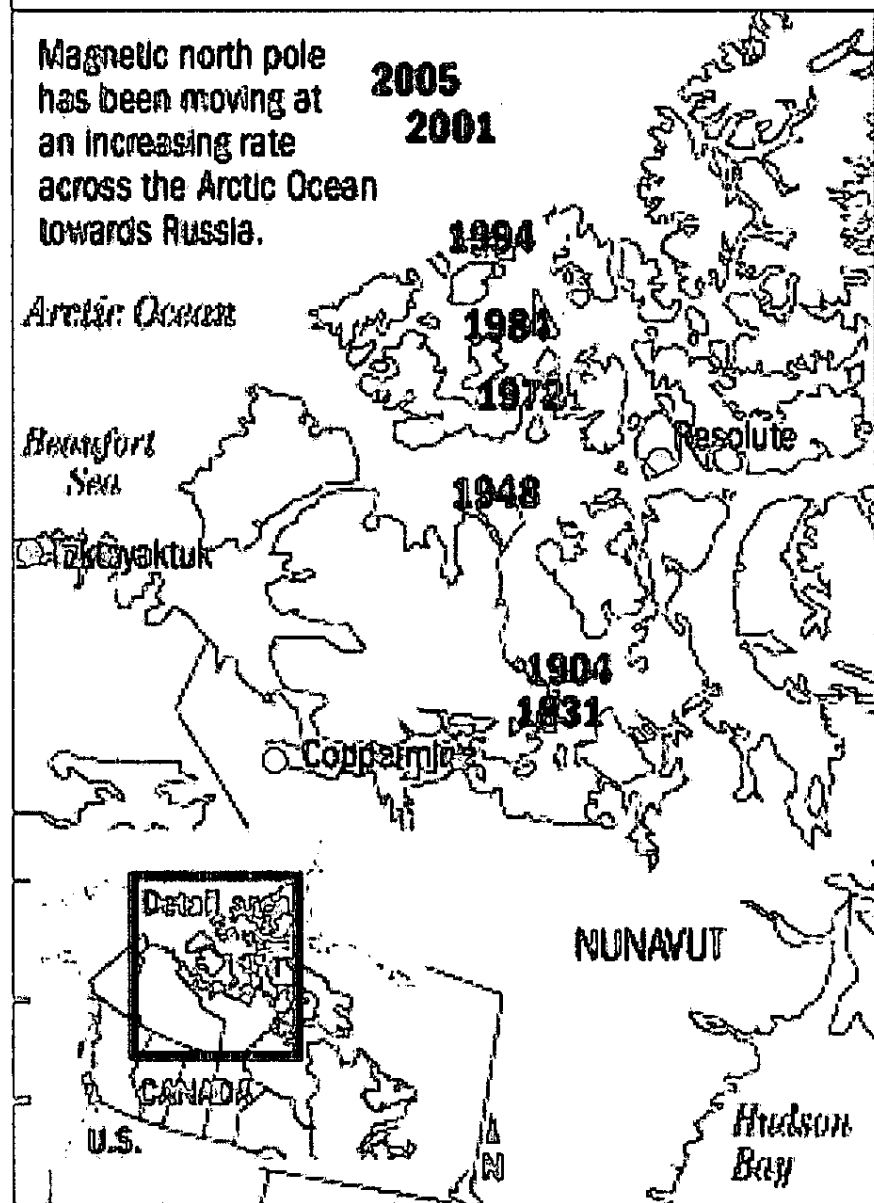 Magnetic north pole
has been moving at
an increasing rate
across the Arctic Ocean
towards Russia.
2005
2001
1994
Arctic Ocean
1984
1972
Beaufort
Sea
Resolute
1948
1904
1831
Coppermine
Detail area
NUNAVUT
CANADA
U.S.
N
Hudson
Bay